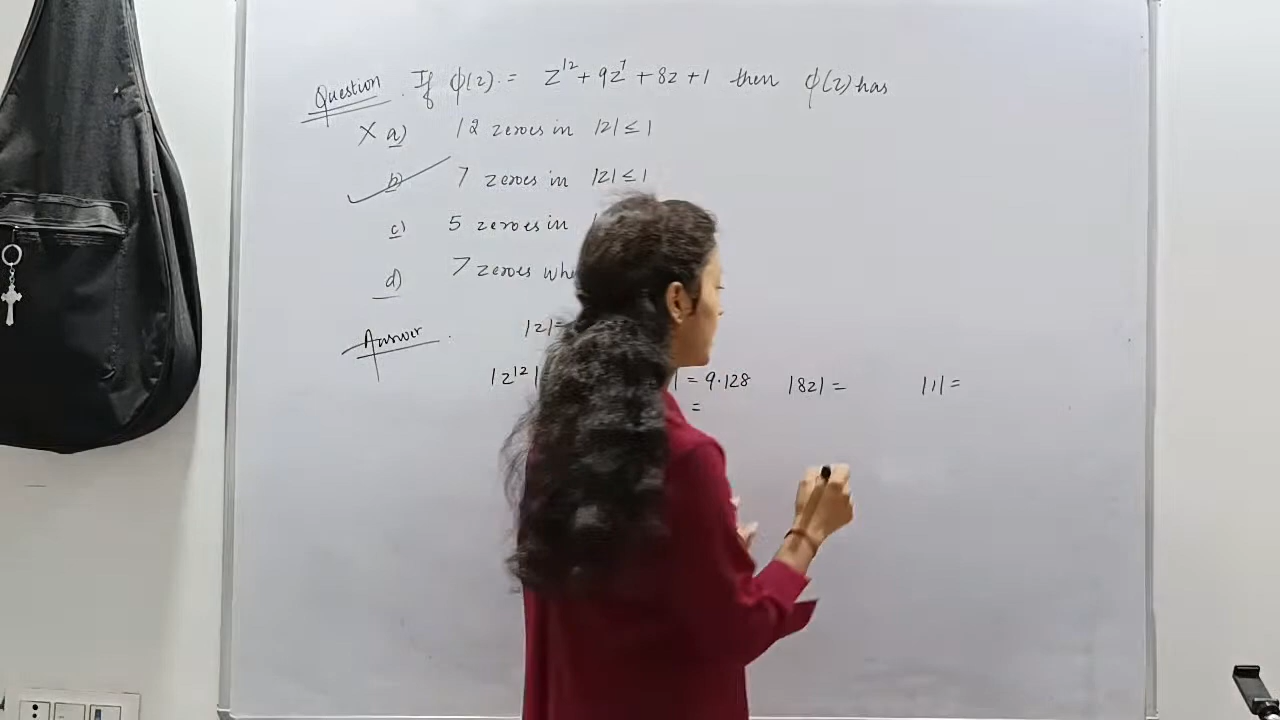 Question. If ϕ(z) = z¹² + 9z⁷ + 8z + 1 then ϕ(z) has
X a) 12 zeroes in |z| ≤ 1
b) 7 zeroes in |z| ≤ 1
c) 5 zeroes in
d) 7 zeroes
Answer. |z| =
|z¹²| | = 9·128 |8z| = |1| =
=